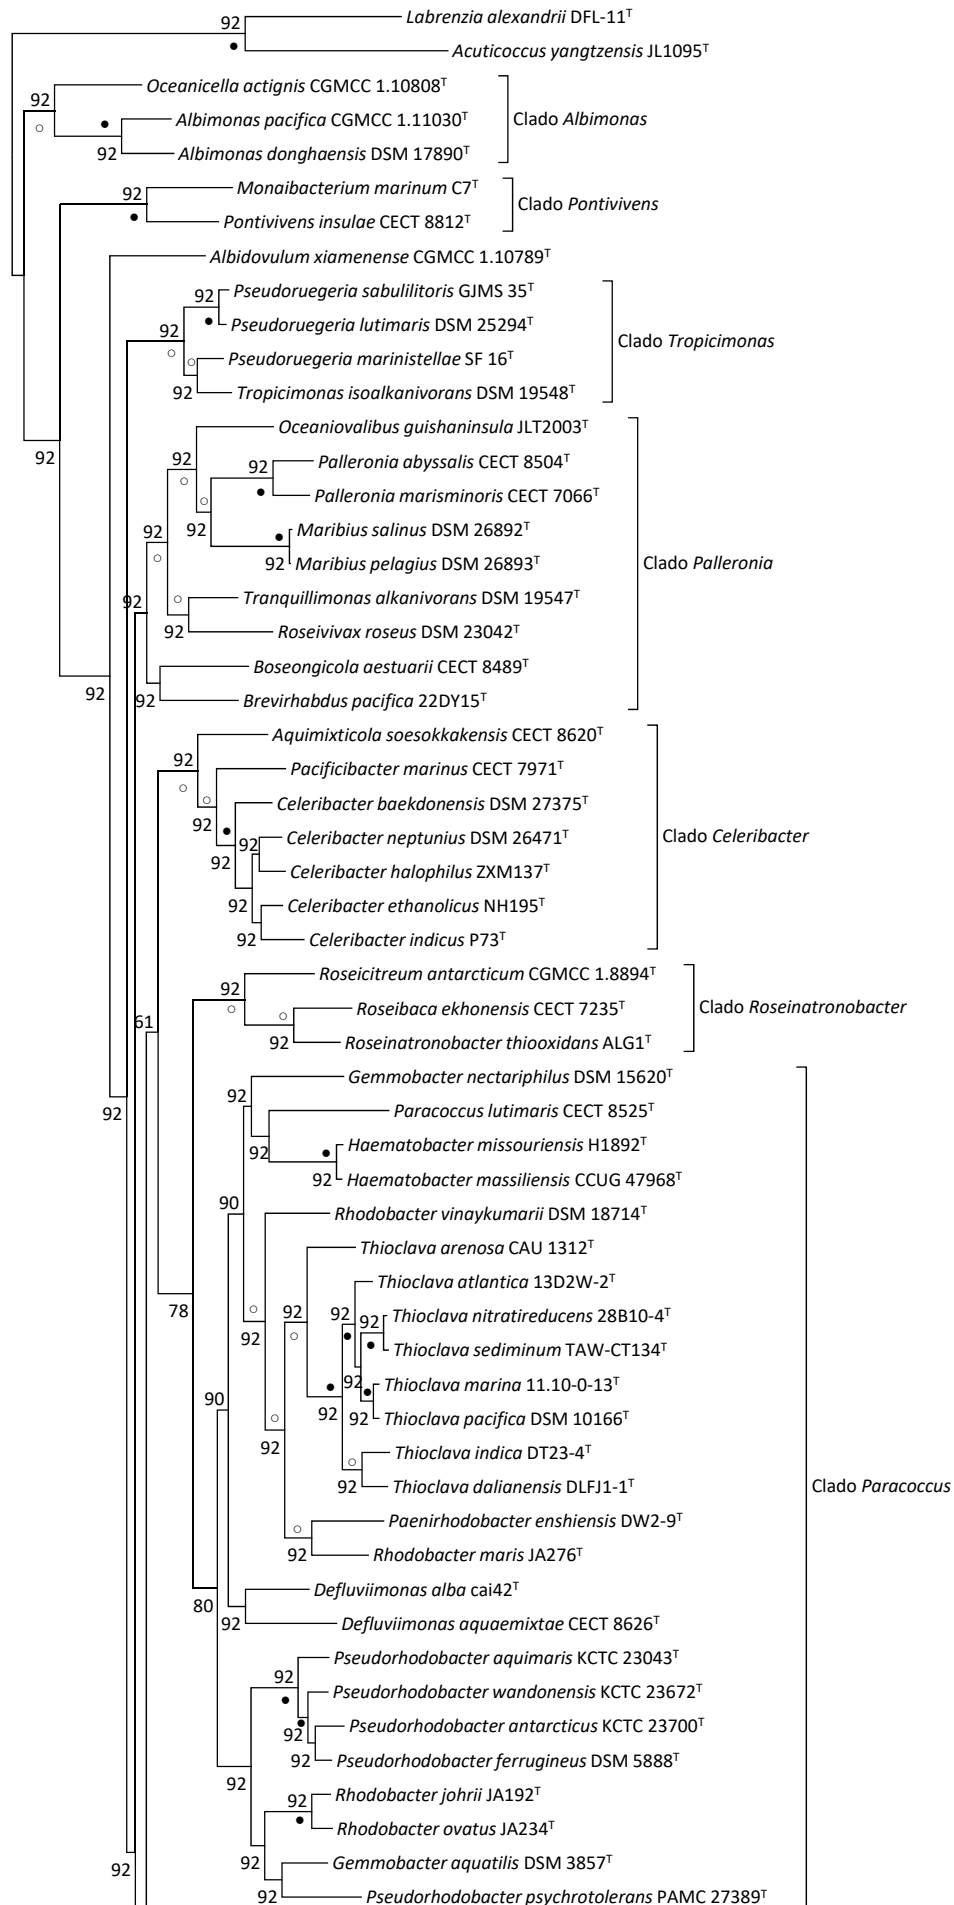 92
Labrenzia alexandrii DFL-11ᵀ
Acuticoccus yangtzensis JL1095ᵀ
Oceanicella actignis CGMCC 1.10808ᵀ
92
Albimonas pacifica CGMCC 1.11030ᵀ
Clado Albimonas
92
Albimonas donghaensis DSM 17890ᵀ
92
Monaibacterium marinum C7ᵀ
Clado Pontivivens
Pontivivens insulae CECT 8812ᵀ
Albidovulum xiamenense CGMCC 1.10789ᵀ
92
Pseudoruegeria sabulilitoris GJMS 35ᵀ
92
Pseudoruegeria lutimaris DSM 25294ᵀ
Clado Tropicimonas
Pseudoruegeria marinistellae SF 16ᵀ
92
Tropicimonas isoalkanivorans DSM 19548ᵀ
Oceaniovalibus guishaninsula JLT2003ᵀ
92
92
92
Palleronia abyssalis CECT 8504ᵀ
Palleronia marisminoris CECT 7066ᵀ
92
92
Maribius salinus DSM 26892ᵀ
92
Maribius pelagius DSM 26893ᵀ
Clado Palleronia
92
Tranquillimonas alkanivorans DSM 19547ᵀ
92
Roseivivax roseus DSM 23042ᵀ
Boseongicola aestuarii CECT 8489ᵀ
92
92
Brevirhabdus pacifica 22DY15ᵀ
Aquimixticola soesokkakensis CECT 8620ᵀ
92
Pacificibacter marinus CECT 7971ᵀ
Celeribacter baekdonensis DSM 27375ᵀ
92
92
Celeribacter neptunius DSM 26471ᵀ
Clado Celeribacter
92
Celeribacter halophilus ZXM137ᵀ
92
Celeribacter ethanolicus NH195ᵀ
92
Celeribacter indicus P73ᵀ
Roseicitreum antarcticum CGMCC 1.8894ᵀ
92
Roseibaca ekhonensis CECT 7235ᵀ
Clado Roseinatronobacter
61
92
Roseinatronobacter thiooxidans ALG1ᵀ
Gemmobacter nectariphilus DSM 15620ᵀ
92
92
Paracoccus lutimaris CECT 8525ᵀ
92
Haematobacter missouriensis H1892ᵀ
92
Haematobacter massiliensis CCUG 47968ᵀ
90
Rhodobacter vinaykumarii DSM 18714ᵀ
Thioclava arenosa CAU 1312ᵀ
Thioclava atlantica 13D2W-2ᵀ
78
92
92
92
92
Thioclava nitratireducens 28B10-4ᵀ
Thioclava sediminum TAW-CT134ᵀ
92
Thioclava marina 11.10-0-13ᵀ
90
92
92
Thioclava pacifica DSM 10166ᵀ
92
Thioclava indica DT23-4ᵀ
92
Thioclava dalianensis DLFJ1-1ᵀ
Clado Paracoccus
Paenirhodobacter enshiensis DW2-9ᵀ
92
Rhodobacter maris JA276ᵀ
Defluviimonas alba cai42ᵀ
80
92
Defluviimonas aquaemixtae CECT 8626ᵀ
Pseudorhodobacter aquimaris KCTC 23043ᵀ
92
Pseudorhodobacter wandonensis KCTC 23672ᵀ
92
Pseudorhodobacter antarcticus KCTC 23700ᵀ
92
Pseudorhodobacter ferrugineus DSM 5888ᵀ
92
92
Rhodobacter johrii JA192ᵀ
Rhodobacter ovatus JA234ᵀ
92
92
Gemmobacter aquatilis DSM 3857ᵀ
92
Pseudorhodobacter psychrotolerans PAMC 27389ᵀ